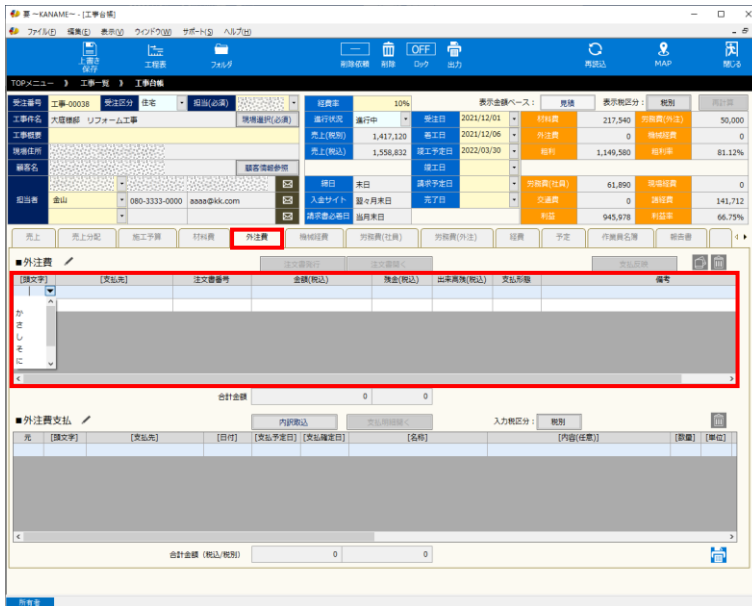 要 ～KANAME～ - [工事台帳]
ファイル(F) 編集(E) 表示(V) ウィンドウ(W) サポート(S) ヘルプ(H)
上書き保存 工程表 フォルダ 削除依頼 削除 OFF ロック 出力 再読込 MAP 閉じる
TOPメニュー 》 工事一覧 》 工事台帳
受注番号 工事-00038 受注区分 住宅 担当(必須) 経費率 10% 表示金額ベース： 見積 表示税区分： 税別 再計算
工事件名 大庭様邸 リフォーム工事 現場選択(必須) 進行状況 進行中 受注日 2021/12/01 材料費 217,540 労務費(外注) 50,000
工事概要 売上(税別) 1,417,120 着工日 2021/12/06 外注費 0 機械経費 0
現場住所 売上(税込) 1,558,832 竣工予定日 2022/03/30 粗利 1,149,580 粗利率 81.12%
顧客名 顧客情報参照 竣工日
締日 末日 請求予定日 労務費(社員) 61,890 現場経費 0
担当者 金山 080-3333-0000 aaaa@kk.com 入金サイト 翌々月末日 完了日 交通費 0 諸経費 141,712
請求書必着日 当月末日 利益 945,978 利益率 66.75%
売上 売上分配 施工予算 材料費 外注費 機械経費 労務費(社員) 労務費(外注) 経費 予定 作業員名簿 報告書
■外注費 注文書発行 注文書開く 支払反映
[頭文字] [支払先] 注文書番号 金額(税込) 残金(税込) 出来高残(税込) 支払形態 備考
か
さ
し
そ
に
合計金額 0 0
■外注費支払 内訳取込 支払明細開く 入力税区分： 税別
元 [頭文字] [支払先] [日付] [支払予定日] [支払確定日] [名称] [内容(任意)] [数量] [単位]
合計金額 (税込/税別) 0 0
所有者